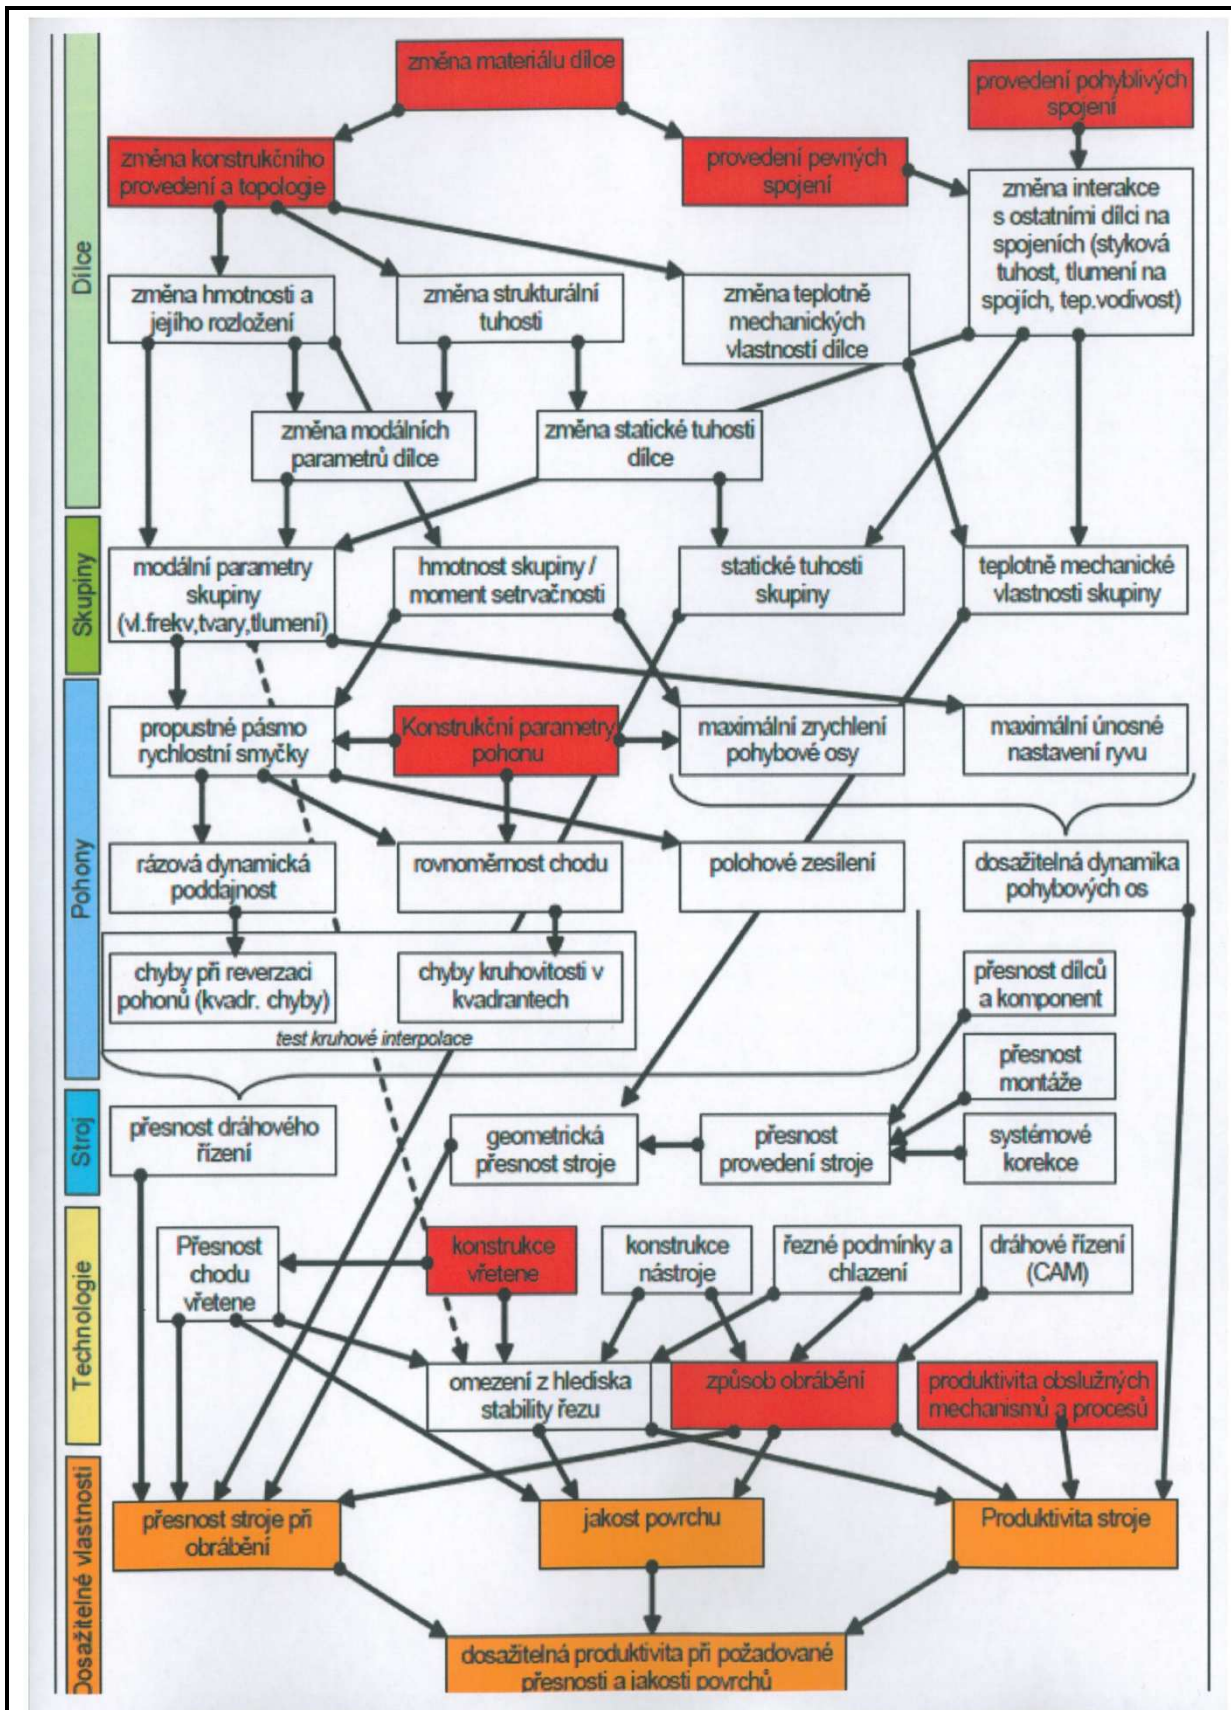 Dílce
změna materiálu dílce
provedení pohyblivých
spojení
změna konstrukčního
provedení a topologie
provedení pevných
spojení
změna interakce
s ostatními dílci na
spojeních (styková
tuhost, tlumení na
spojích, tep.vodivost)
změna hmotnosti a
jejího rozložení
změna strukturální
tuhosti
změna teplotně
mechanických
vlastností dílce
změna modálních
parametrů dílce
změna statické tuhosti
dílce
Skupiny
modální parametry
skupiny
(vl.frekv,tvary,tlumení)
hmotnost skupiny /
moment setrvačnosti
statické tuhosti
skupiny
teplotně mechanické
vlastnosti skupiny
Pohony
propustné pásmo
rychlostní smyčky
Konstrukční parametry
pohonu
maximální zrychlení
pohybové osy
maximální únosné
nastavení ryvu
rázová dynamická
poddajnost
rovnoměrnost chodu
polohové zesílení
dosažitelná dynamika
pohybových os
chyby při reverzaci
pohonů (kvadr. chyby)
chyby kruhovitosti v
kvadrantech
test kruhové interpolace
přesnost dílců
a komponent
přesnost
montáže
Stroj
přesnost dráhového
řízení
geometrická
přesnost stroje
přesnost
provedení stroje
systémové
korekce
Technologie
Přesnost
chodu
vřetene
konstrukce
vřetene
konstrukce
nástroje
řezné podmínky a
chlazení
dráhové řízení
(CAM)
omezení z hlediska
stability řezu
způsob obrábění
produktivita obslužných
mechanismů a procesů
Dosažitelné vlastnosti
přesnost stroje při
obrábění
jakost povrchu
Produktivita stroje
dosažitelná produktivita při požadované
přesnosti a jakosti povrchů